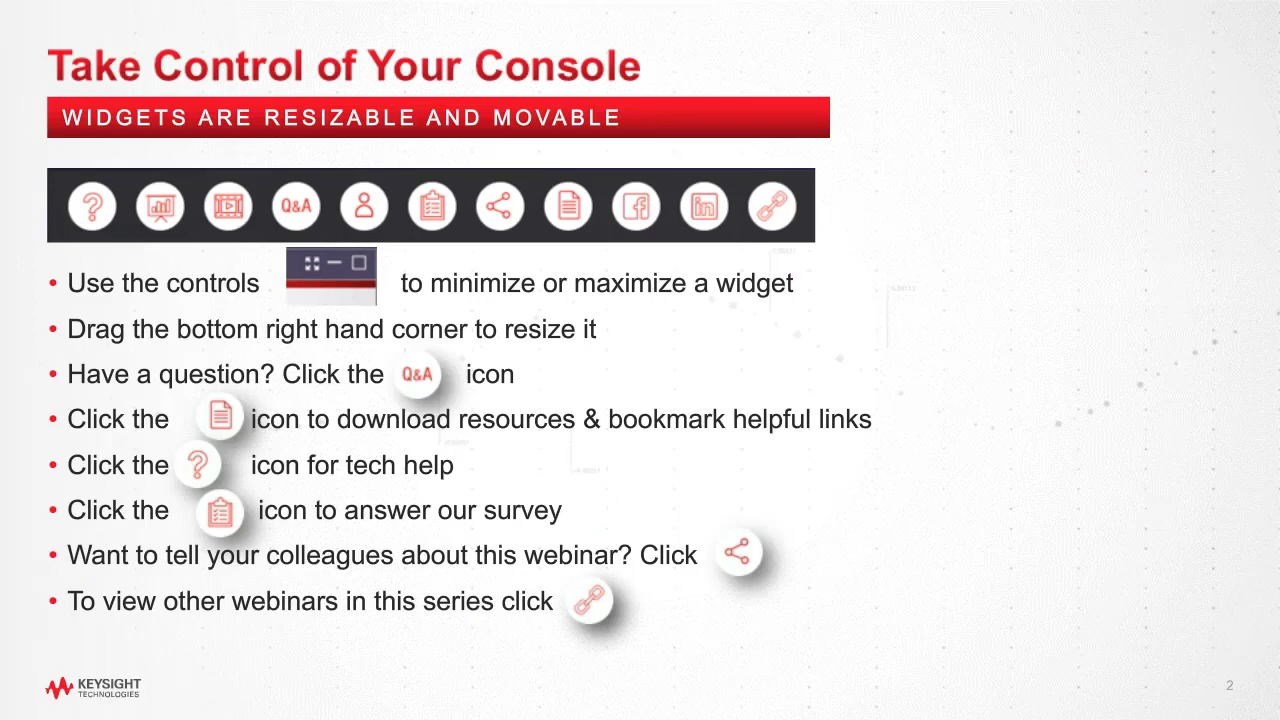 Take Control of Your Console
WIDGETS ARE RESIZABLE AND MOVABLE
? Q&A f in
• Use the controls to minimize or maximize a widget
• Drag the bottom right hand corner to resize it
• Have a question? Click the Q&A icon
• Click the icon to download resources & bookmark helpful links
• Click the ? icon for tech help
• Click the icon to answer our survey
• Want to tell your colleagues about this webinar? Click
• To view other webinars in this series click
KEYSIGHT
TECHNOLOGIES
2